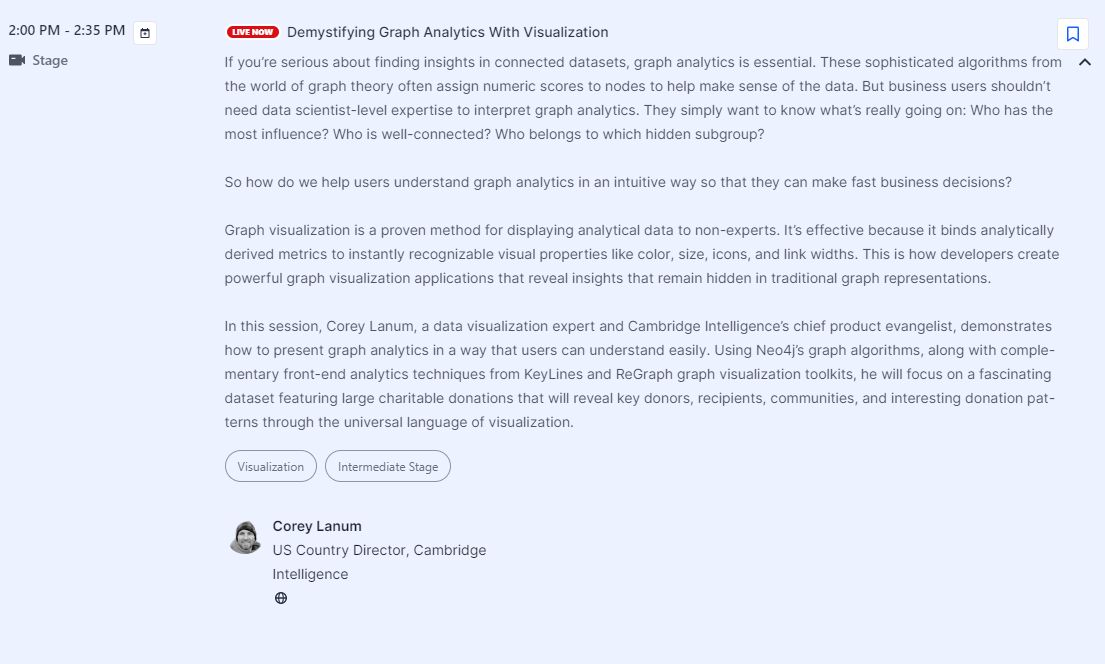 2:00 PM - 2:35 PM
Stage
LIVE NOW Demystifying Graph Analytics With Visualization
If you’re serious about finding insights in connected datasets, graph analytics is essential. These sophisticated algorithms from
the world of graph theory often assign numeric scores to nodes to help make sense of the data. But business users shouldn’t
need data scientist-level expertise to interpret graph analytics. They simply want to know what’s really going on: Who has the
most influence? Who is well-connected? Who belongs to which hidden subgroup?
So how do we help users understand graph analytics in an intuitive way so that they can make fast business decisions?
Graph visualization is a proven method for displaying analytical data to non-experts. It’s effective because it binds analytically
derived metrics to instantly recognizable visual properties like color, size, icons, and link widths. This is how developers create
powerful graph visualization applications that reveal insights that remain hidden in traditional graph representations.
In this session, Corey Lanum, a data visualization expert and Cambridge Intelligence’s chief product evangelist, demonstrates
how to present graph analytics in a way that users can understand easily. Using Neo4j’s graph algorithms, along with comple-
mentary front-end analytics techniques from KeyLines and ReGraph graph visualization toolkits, he will focus on a fascinating
dataset featuring large charitable donations that will reveal key donors, recipients, communities, and interesting donation pat-
terns through the universal language of visualization.
Visualization
Intermediate Stage
Corey Lanum
US Country Director, Cambridge
Intelligence